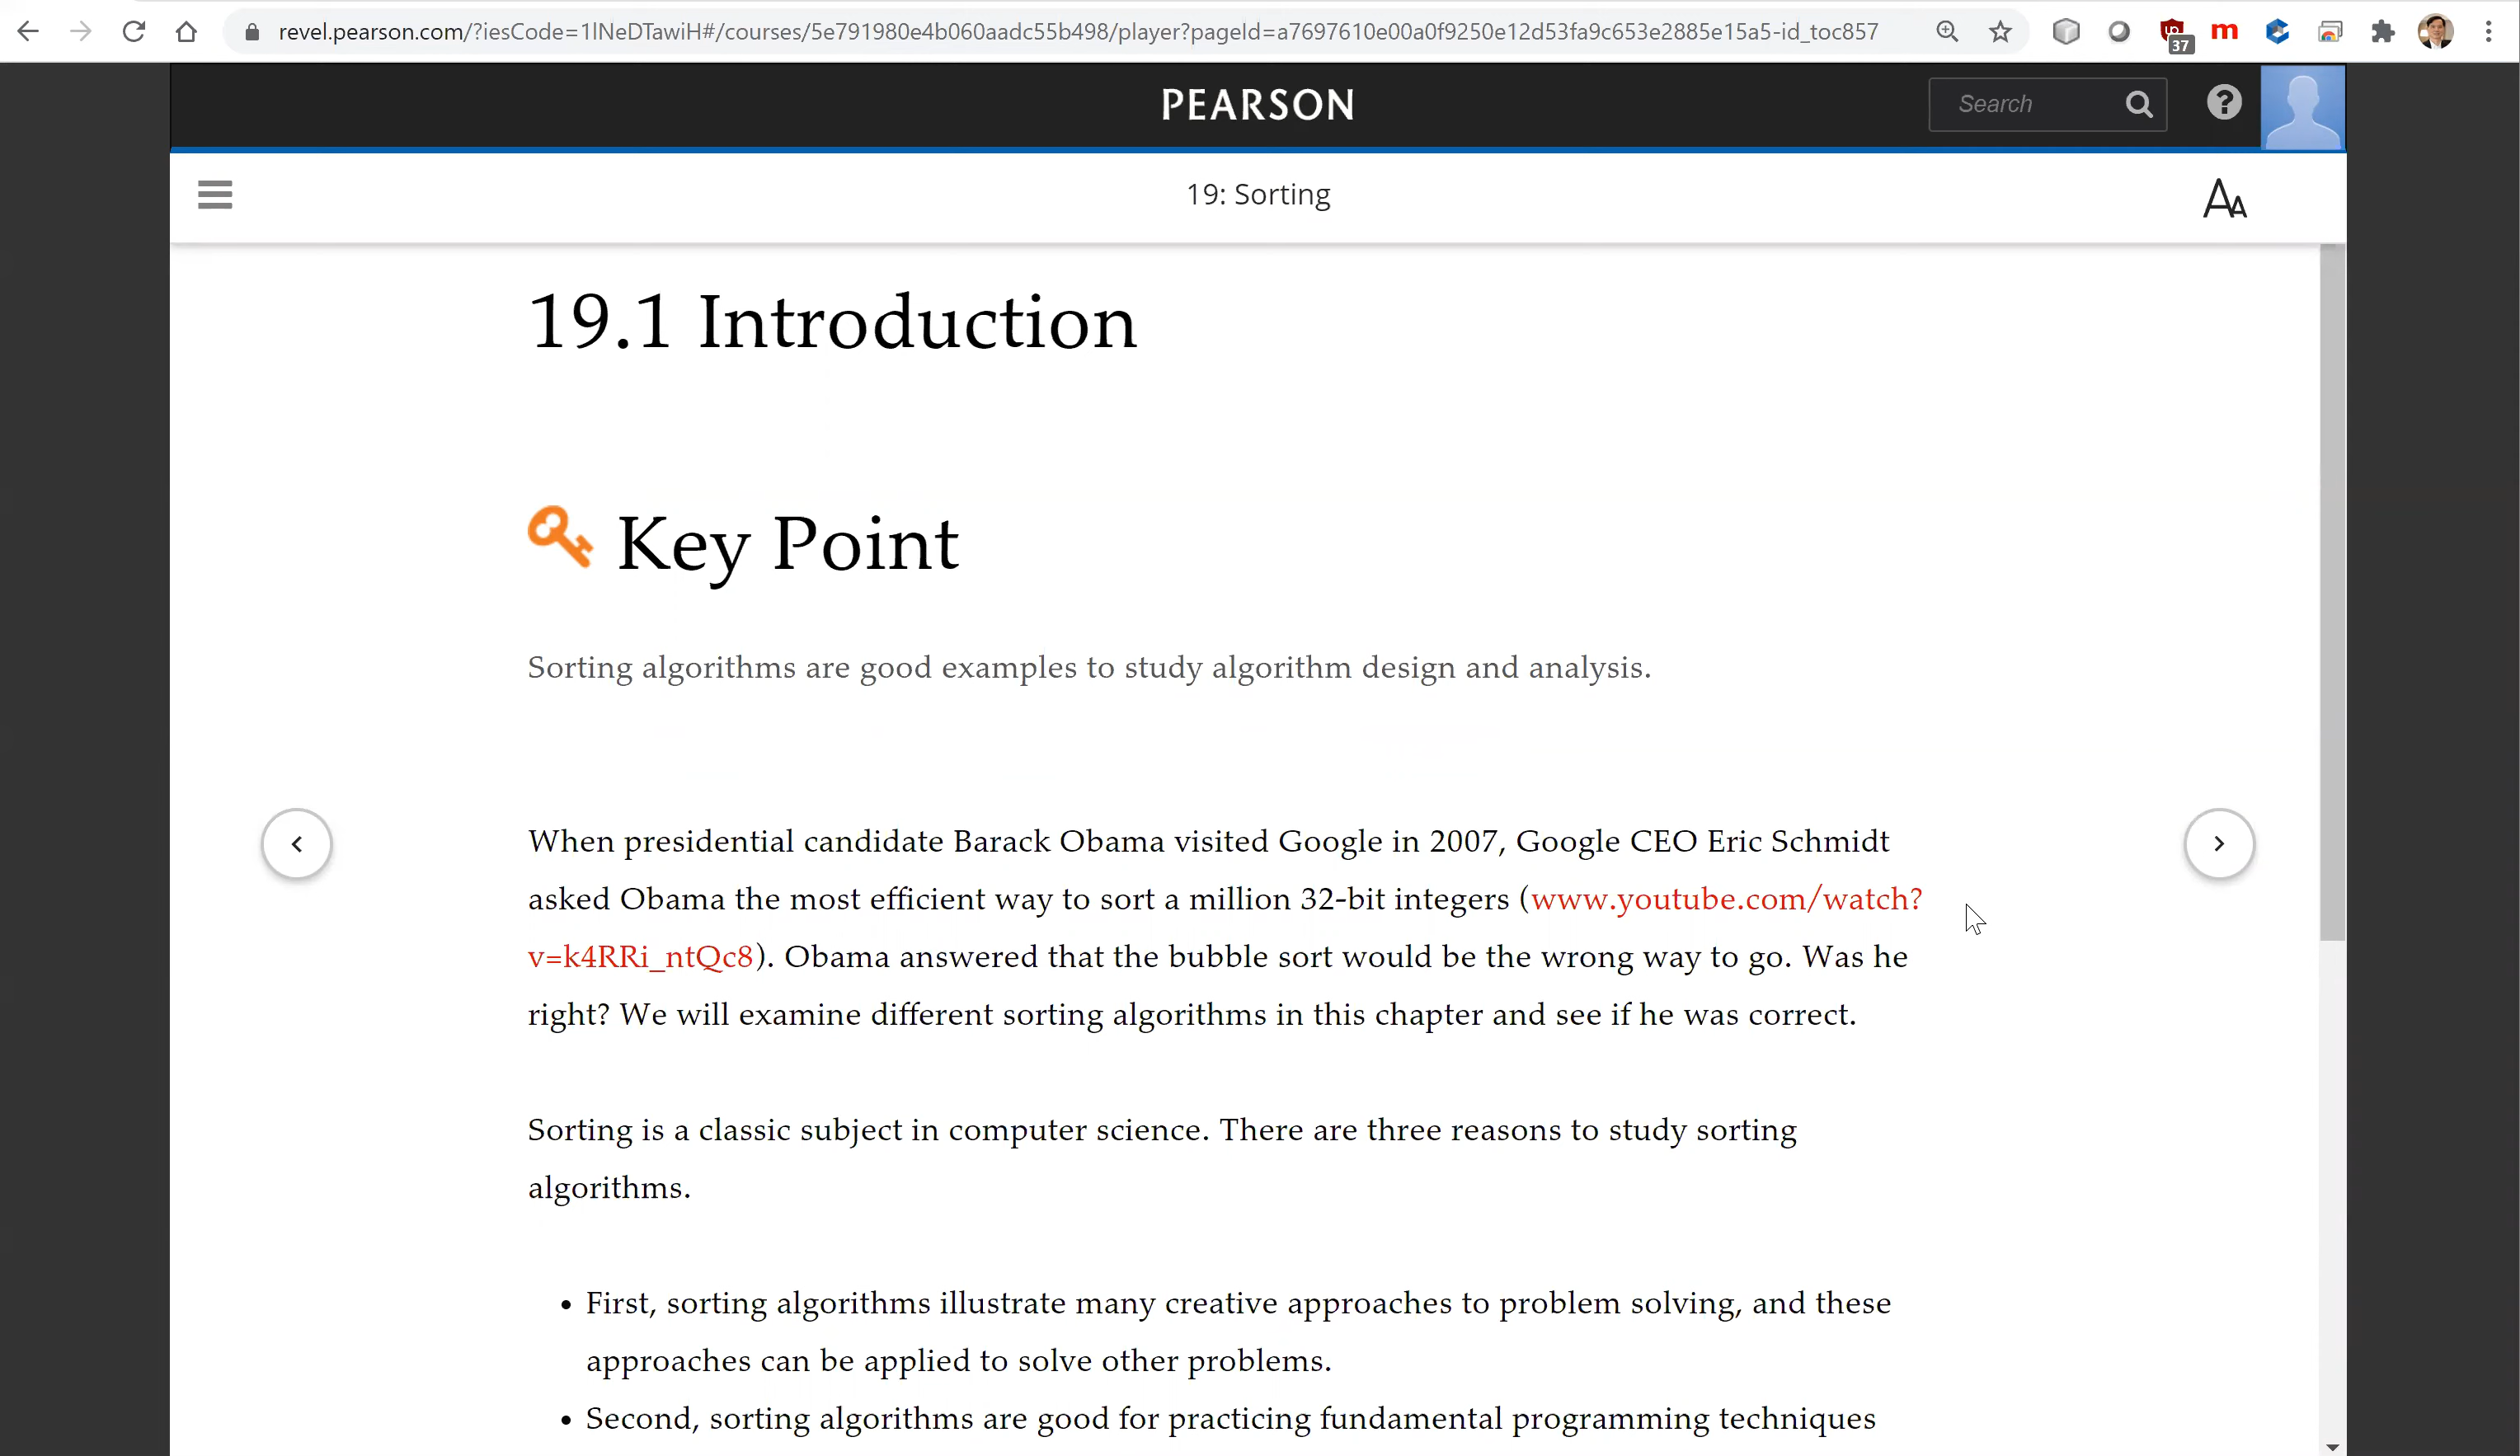 revel.pearson.com/?iesCode=1lNeDTawiH#/courses/5e791980e4b060aadc55b498/player?pageId=a7697610e00a0f9250e12d53fa9c653e2885e15a5-id_toc857
37
m
PEARSON
Search
?
19: Sorting
AA
19.1 Introduction
Key Point
Sorting algorithms are good examples to study algorithm design and analysis.
When presidential candidate Barack Obama visited Google in 2007, Google CEO Eric Schmidt
asked Obama the most efficient way to sort a million 32-bit integers (www.youtube.com/watch?
v=k4RRi_ntQc8). Obama answered that the bubble sort would be the wrong way to go. Was he
right? We will examine different sorting algorithms in this chapter and see if he was correct.
Sorting is a classic subject in computer science. There are three reasons to study sorting
algorithms.
• First, sorting algorithms illustrate many creative approaches to problem solving, and these
approaches can be applied to solve other problems.
• Second, sorting algorithms are good for practicing fundamental programming techniques